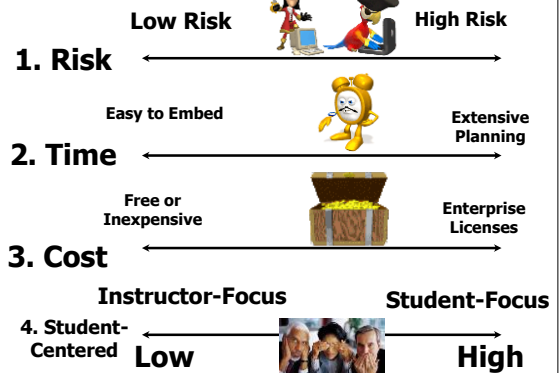 Low Risk
High Risk
1. Risk
Easy to Embed
Extensive
Planning
2. Time
Free or
Inexpensive
Enterprise
Licenses
3. Cost
Instructor-Focus
Student-Focus
4. Student-
Centered
Low
High